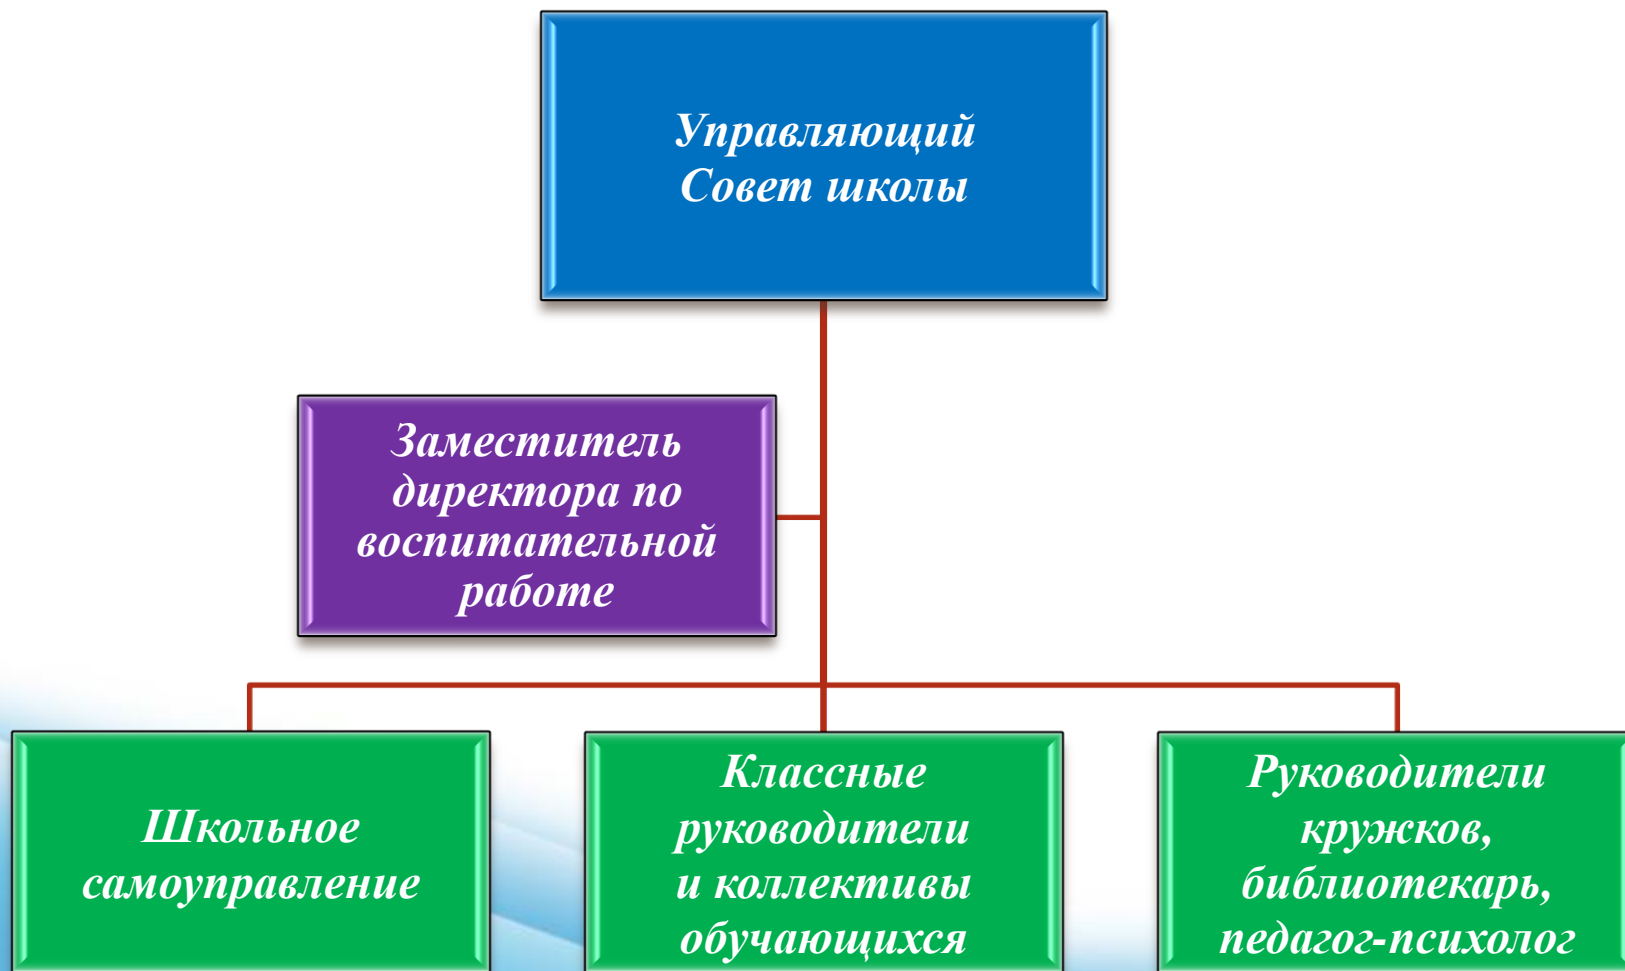 Управляющий
Совет школы
Заместитель
директора по
воспитательной
работе
Школьное
самоуправление
Классные
руководители
и коллективы
обучающихся
Руководители
кружков,
библиотекарь,
педагог-психолог